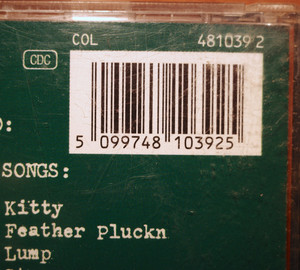 COL 481039 2
CDC
5 099748 103925
:
SONGS:
Kitty
Feather Pluckn
Lump